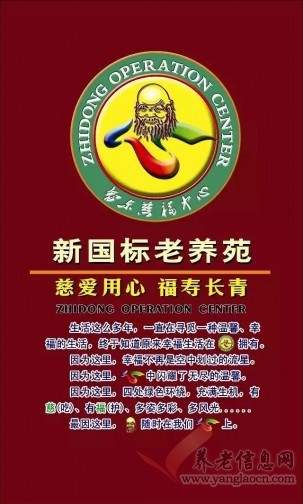 ZHIDONG OPERATION CENTER
中心
新国标老养苑
慈爱用心 福寿长青
ZHIDONG OPERATION CENTER
生活这么多年，一直在寻觅一种温馨、幸
福的生活，终于知道原来幸福生活在 拥有。
因为这里，幸福不再是空中划过的流星。
因为这里， 中闪耀了无尽的温馨。
因为这里，四处绿色环绕，充满生机，有
慈(吃)、有福(护)、多姿多彩、多风光……
最因这里， 随时在我们 上。
养老信息网
www.yanglaocn.com